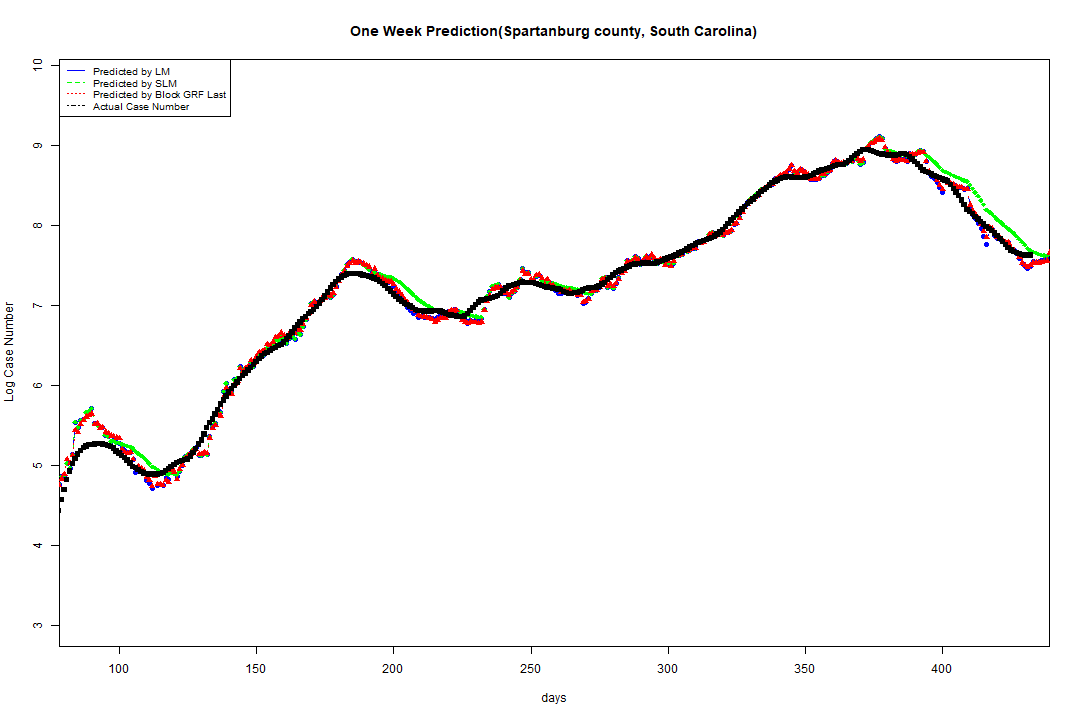 One Week Prediction(Spartanburg county, South Carolina)
Predicted by LM
Predicted by SLM
Predicted by Block GRF Last
Actual Case Number
10
9
8
7
6
5
4
3
Log Case Number
100 150 200 250 300 350 400
days